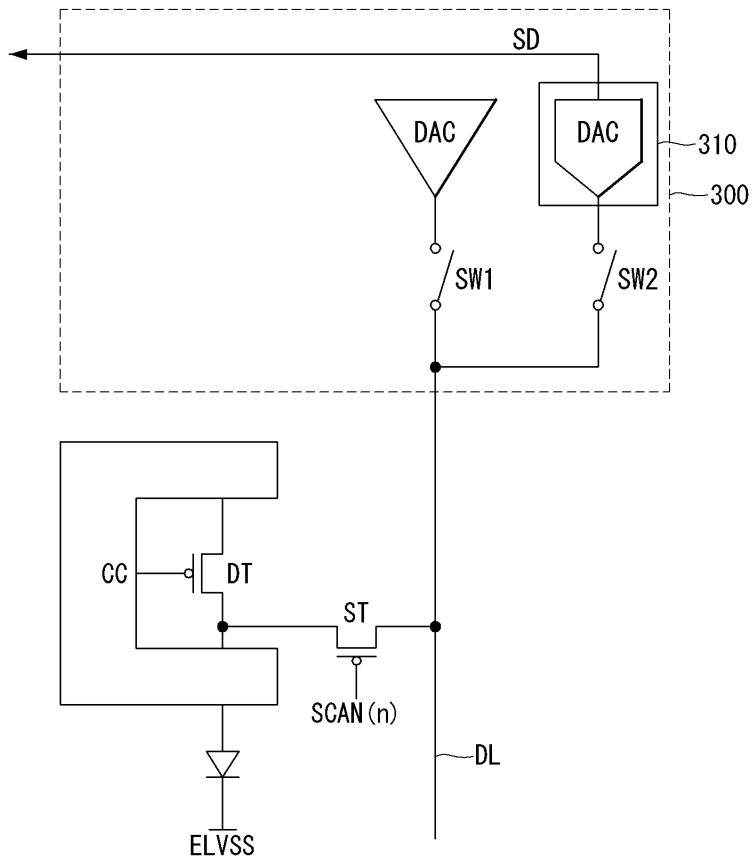 SD
DAC
DAC
310
300
SW1
SW2
CC
DT
ST
SCAN(n)
DL
ELVSS